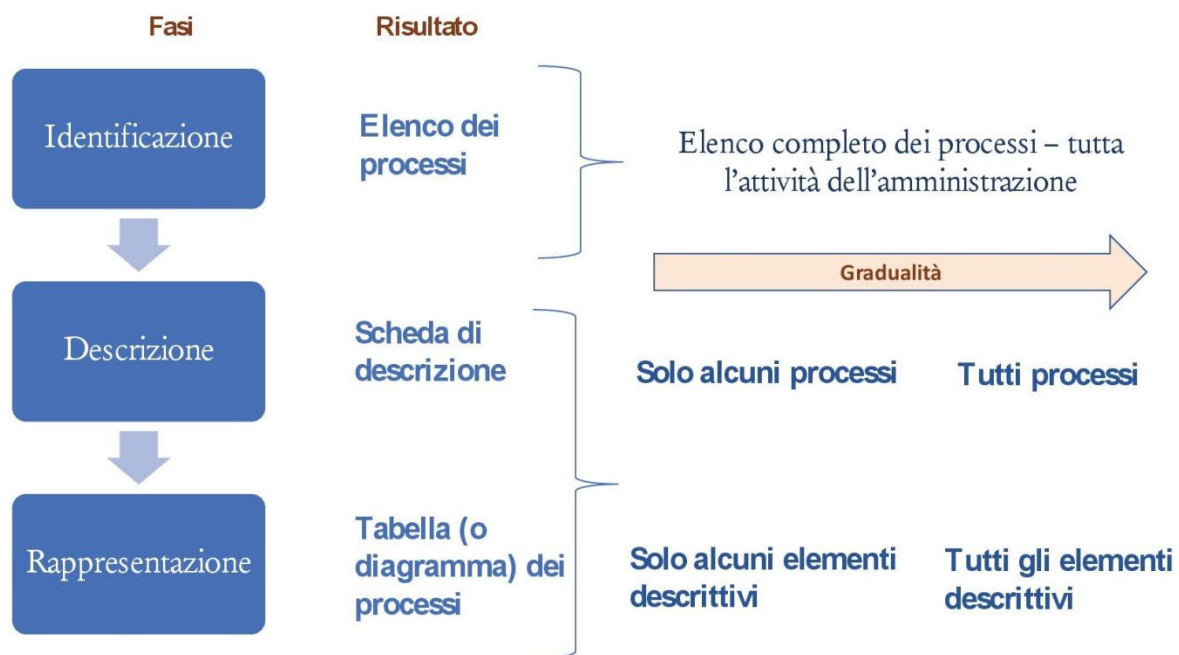 Fasi
Risultato
Identificazione
Elenco dei
processi
Elenco completo dei processi – tutta
l'attività dell'amministrazione
Gradualità
Descrizione
Scheda di
descrizione
Solo alcuni processi
Tutti processi
Rappresentazione
Tabella (o
diagramma) dei
processi
Solo alcuni elementi
descrittivi
Tutti gli elementi
descrittivi